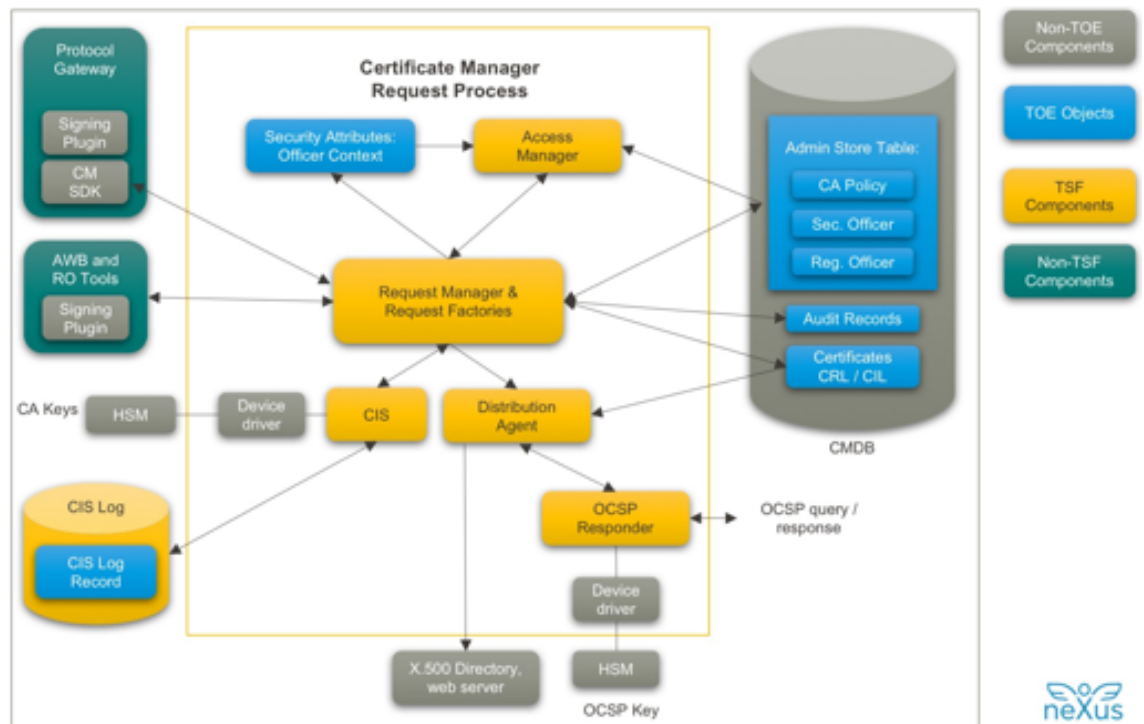 Protocol
Gateway
Signing
Plugin
CM
SDK
AWB and
RO Tools
Signing
Plugin
Certificate Manager
Request Process
Security Attributes:
Officer Context
Access
Manager
Request Manager &
Request Factories
CA Keys
HSM
Device
driver
CIS
Distribution
Agent
CIS Log
CIS Log
Record
OCSP
Responder
OCSP query /
response
Device
driver
X.500 Directory,
web server
HSM
OCSP Key
Admin Store Table:
CA Policy
Sec. Officer
Reg. Officer
Audit Records
Certificates
CRL / CIL
CMDB
Non-TOE
Components
TOE Objects
TSF
Components
Non-TSF
Components
neXus